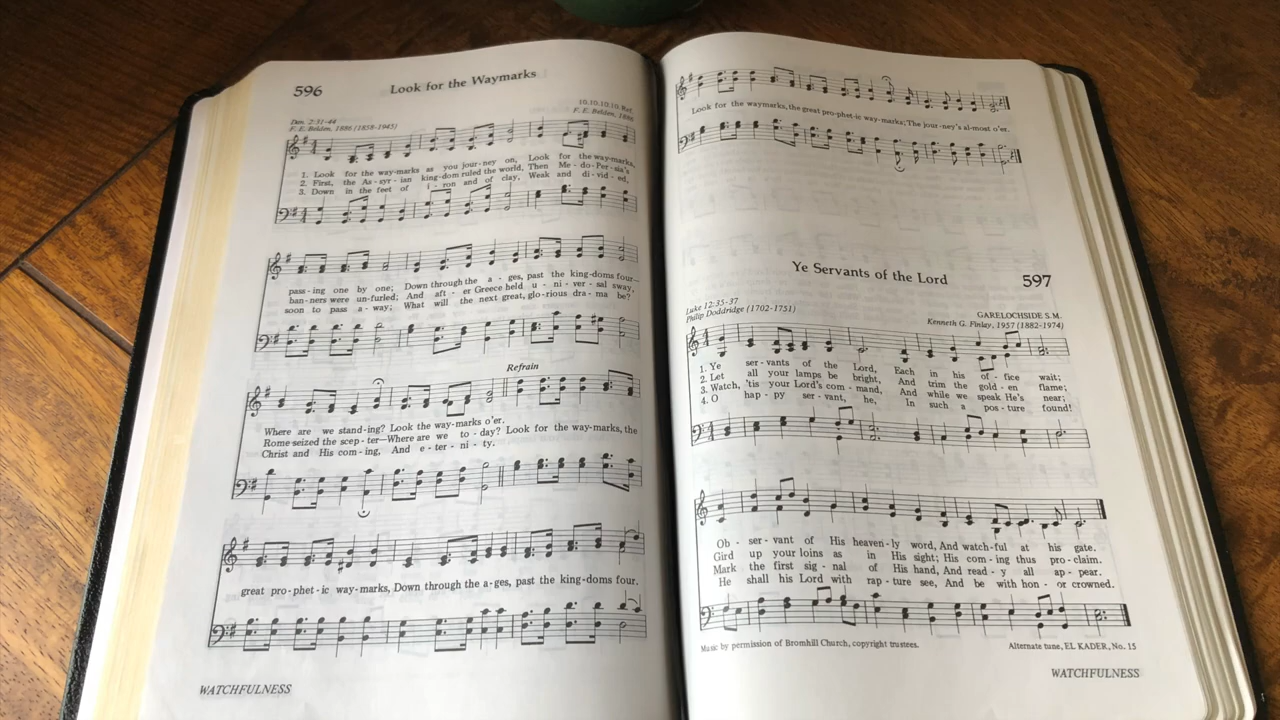 596
Look for the Waymarks
10.10.10.10.Ref.
Dan. 2:31-44
F. E. Belden, 1886 (1858-1945)
F. E. Belden, 1886
1. Look for the way-marks as you jour-ney on, Look for the way-marks,
2. First, the As-syr-ian king-dom ruled the world, Then Me-do-Per-sia's
3. Down in the feet of i-ron and of clay, Weak and di-vid-ed,
pass-ing one by one; Down through the a-ges, past the king-doms four—
ban-ners were un-furled; And aft-er Greece held u-ni-ver-sal sway,
soon to pass a-way; What will the next great, glo-rious dra-ma be?
Refrain
Where are we stand-ing? Look the way-marks o'er.
Rome seized the scep-ter—Where are we to-day? Look for the way-marks, the
Christ and His com-ing, And e-ter-ni-ty.
great pro-phet-ic way-marks, Down through the a-ges, past the king-doms four.
WATCHFULNESS
Look for the waymarks, the great pro-phet-ic way-marks; The jour-ney's al-most o'er.
Ye Servants of the Lord
597
Luke 12:35-37
Philip Doddridge (1702-1751)
GARELOCHSIDE S.M.
Kenneth G. Finlay, 1957 (1882-1974)
1. Ye ser-vants of the Lord, Each in his of-fice wait;
2. Let all your lamps be bright, And trim the gold-en flame;
3. Watch, 'tis your Lord's com-mand, And while we speak He's near;
4. O hap-py ser-vant, he, In such a pos-ture found!
Ob-ser-vant of His heaven-ly word, And watch-ful at his gate.
Gird up your loins as in His sight; His com-ing thus pro-claim.
Mark the first sig-nal of His hand, And read-y all ap-pear.
He shall his Lord with rap-ture see, And be with hon-or crowned.
Music by permission of Bromhill Church, copyright trustees.
Alternate tune, EL KADER, No. 15
WATCHFULNESS